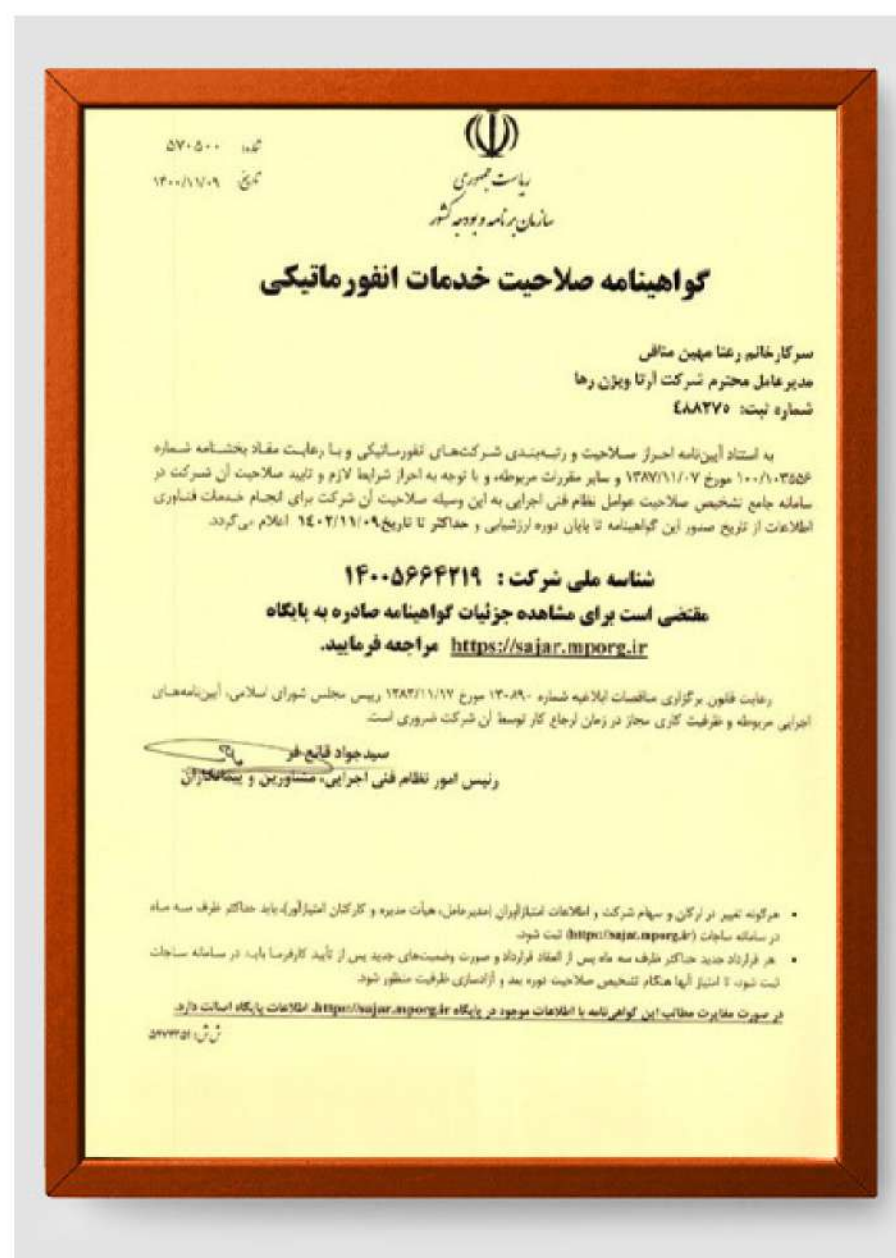 شماره: ۵۷۰۵۰۰
تاریخ: ۱۴۰۰/۱۱/۰۹
ریاست جمهوری
سازمان برنامه و بودجه کشور
گواهینامه صلاحیت خدمات انفورماتیکی
سرکارخانم رعنا مهین منافی
مدیرعامل محترم شرکت آرتا ویژن رها
شماره ثبت: ٤٨٨٢٧٥
به استناد آیین‌نامه احراز صلاحیت و رتبه‌بندی شرکت‌های انفورماتیکی و با رعایت مفاد بخشنامه شماره
۱۰۰/۱۰۳۵۵۶ مورخ ۱۳۸۷/۱۱/۰۷ و سایر مقررات مربوطه، و با توجه به احراز شرایط لازم و تایید صلاحیت آن شرکت در
سامانه جامع تشخیص صلاحیت عوامل نظام فنی اجرایی به این وسیله صلاحیت آن شرکت برای انجام خدمات فناوری
اطلاعات از تاریخ صدور این گواهینامه تا پایان دوره ارزشیابی و حداکثر تا تاریخ۱٤۰۲/۱۱/۰۹ اعلام می‌گردد.
شناسه ملی شرکت : ۱۴۰۰۵۶۶۴۲۱۹
مقتضی است برای مشاهده جزئیات گواهینامه صادره به پایگاه
https://sajar.mporg.ir مراجعه فرمایید.
رعایت قانون برگزاری مناقصات ابلاغیه شماره ۱۳۰۸۹۰ مورخ ۱۳۸۳/۱۱/۱۷ رییس مجلس شورای اسلامی، آیین‌نامه‌های
اجرایی مربوطه و ظرفیت کاری مجاز در زمان ارجاع کار توسط آن شرکت ضروری است.
سیدجواد قانع فر
رئیس امور نظام فنی اجرایی، مشاورین و پیمانکاران
• هرگونه تغییر در ارکان و سهام شرکت و اطلاعات امتیازآوران (مدیرعامل، هیأت مدیره و کارکنان امتیازآور)، باید حداکثر ظرف سه ماه
در سامانه ساجات (https://sajat.mporg.ir) ثبت شود.
• هر قرارداد جدید حداکثر ظرف سه ماه پس از انعقاد قرارداد و صورت وضعیت‌های جدید پس از تأیید کارفرما باید در سامانه ساجات
ثبت شود، تا امتیاز آنها هنگام تشخیص صلاحیت دوره بعد و آزادسازی ظرفیت منظور شود.
در صورت مغایرت مطالب این گواهی‌نامه با اطلاعات موجود در پایگاه https://sajar.mporg.ir، اطلاعات پایگاه اصالت دارد.
ش ش: